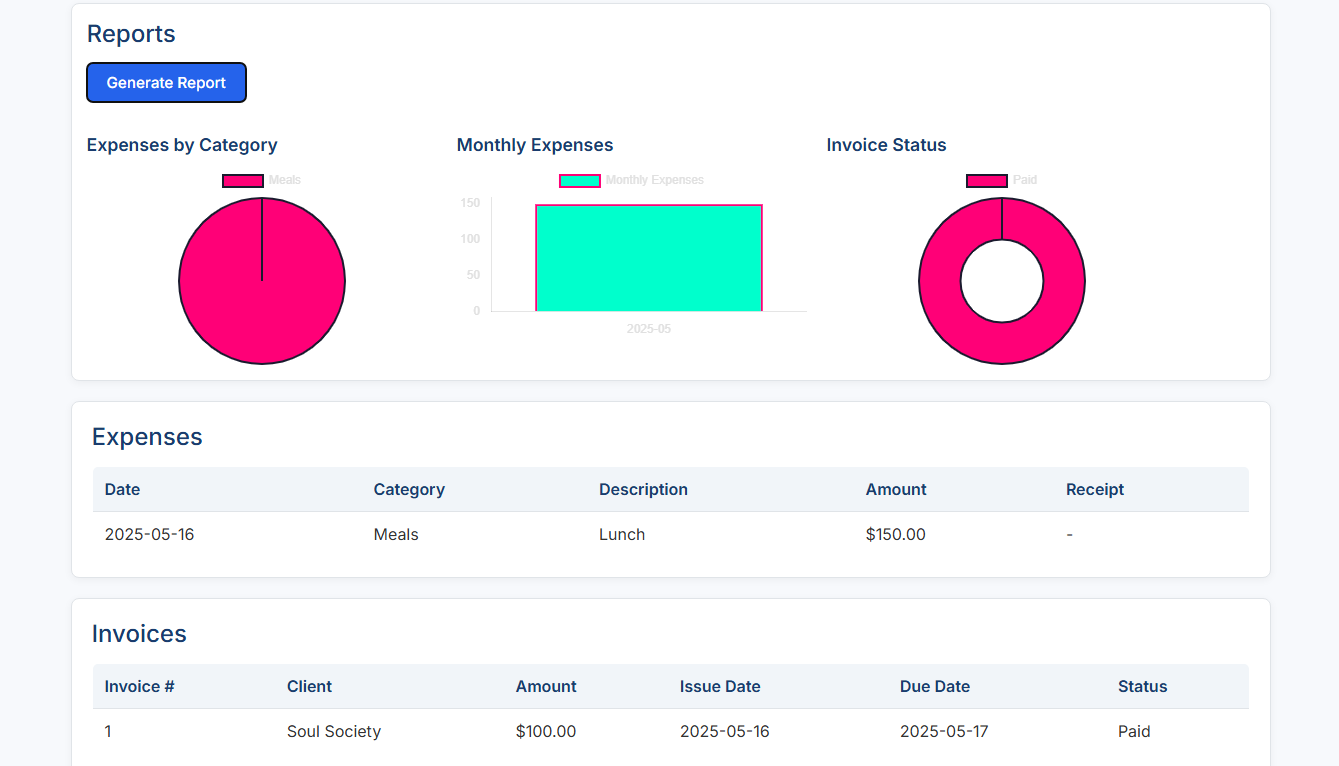 Reports
Generate Report
Expenses by Category Monthly Expenses Invoice Status
Meals Monthly Expenses Paid
150
100
50
0
2025-05
Expenses
Date Category Description Amount Receipt
2025-05-16 Meals Lunch $150.00 -
Invoices
Invoice # Client Amount Issue Date Due Date Status
1 Soul Society $100.00 2025-05-16 2025-05-17 Paid